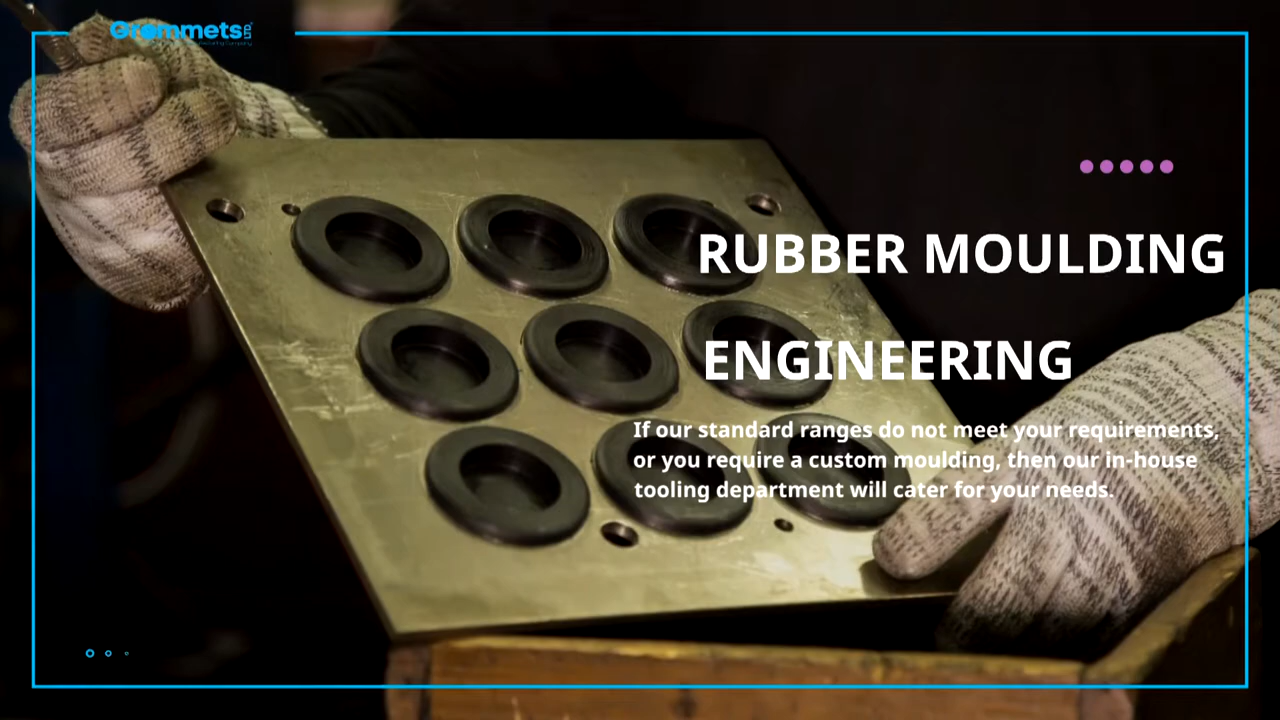 Grommets LTD.
RUBBER MOULDING
ENGINEERING
If our standard ranges do not meet your requirements,
or you require a custom moulding, then our in-house
tooling department will cater for your needs.